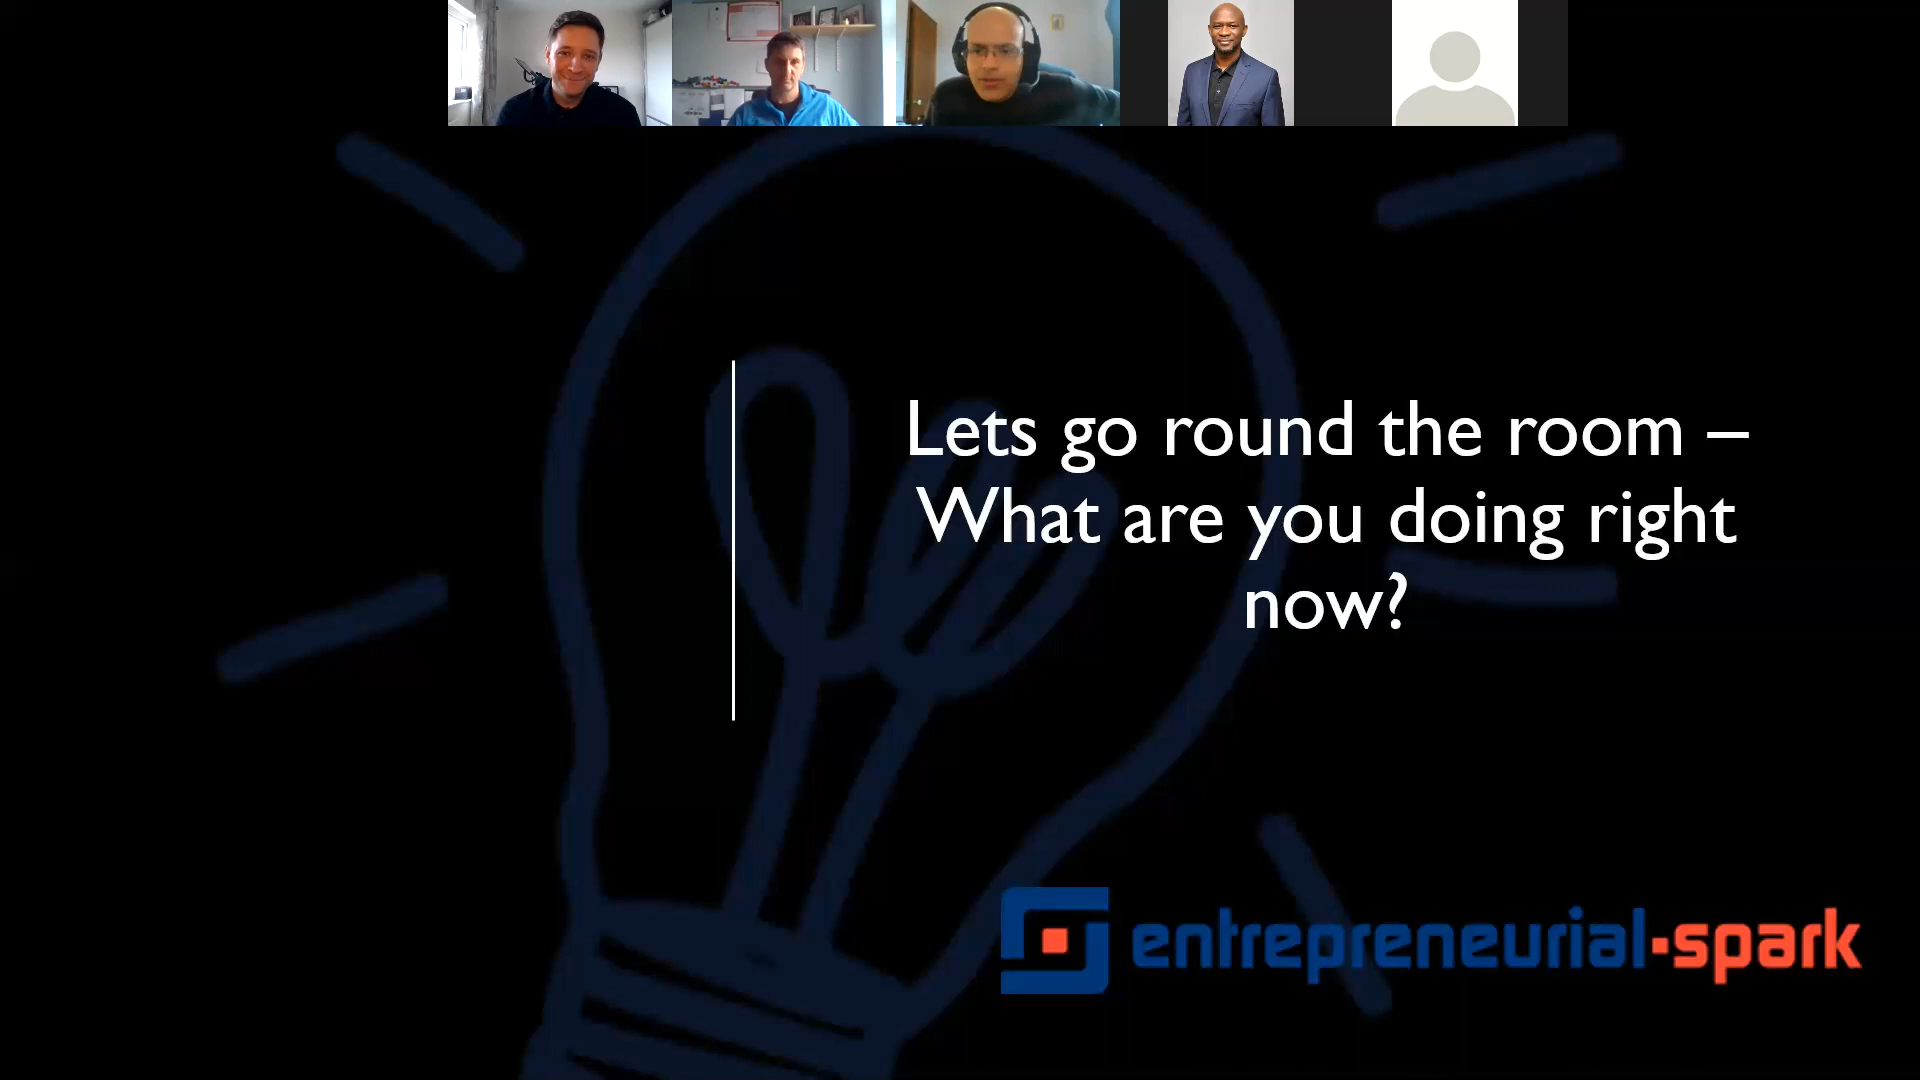 Lets go round the room –
What are you doing right
now?
entrepreneurial·spark